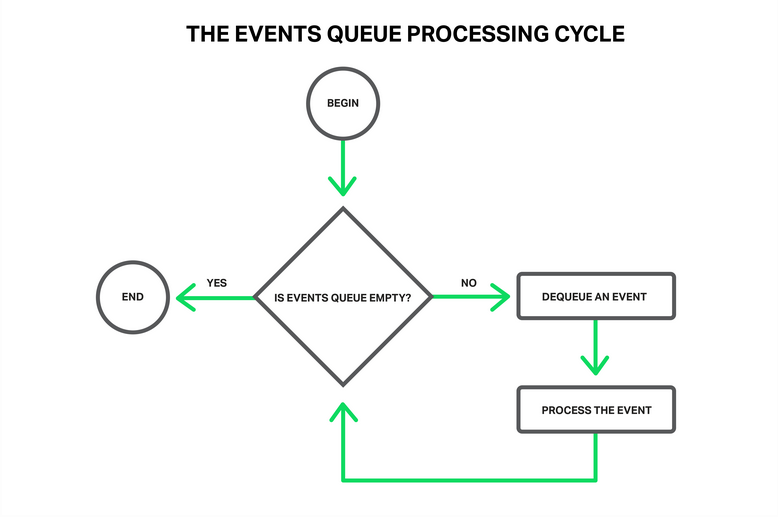 THE EVENTS QUEUE PROCESSING CYCLE
BEGIN
YES
NO
END
IS EVENTS QUEUE EMPTY?
DEQUEUE AN EVENT
PROCESS THE EVENT